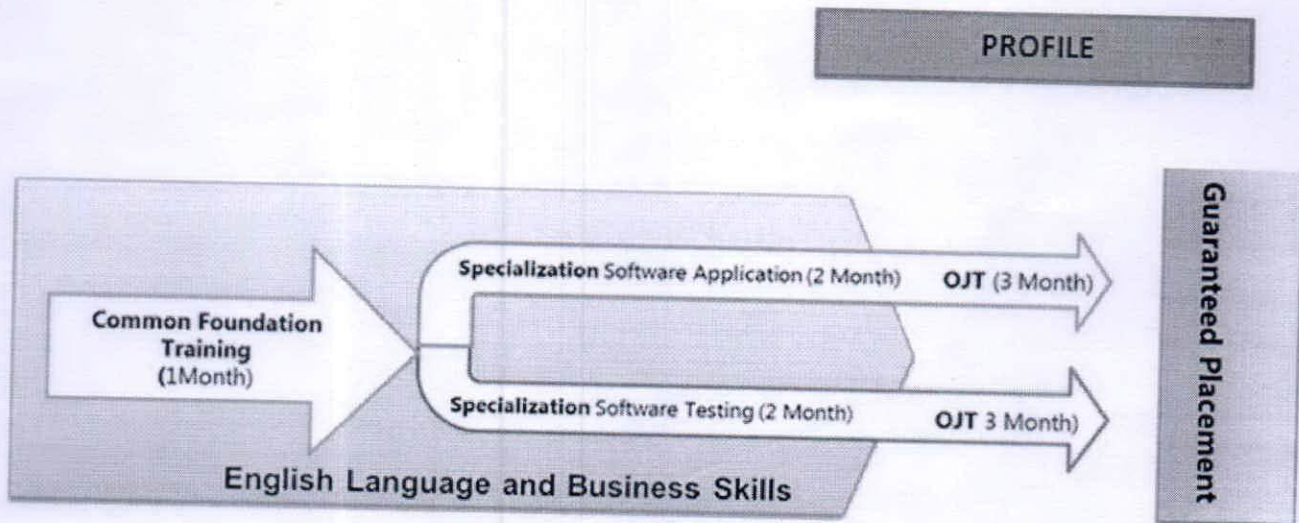 PROFILE
Guaranteed Placement
Specialization Software Application (2 Month) OJT (3 Month)
Common Foundation
Training
(1Month)
Specialization Software Testing (2 Month) OJT 3 Month)
English Language and Business Skills